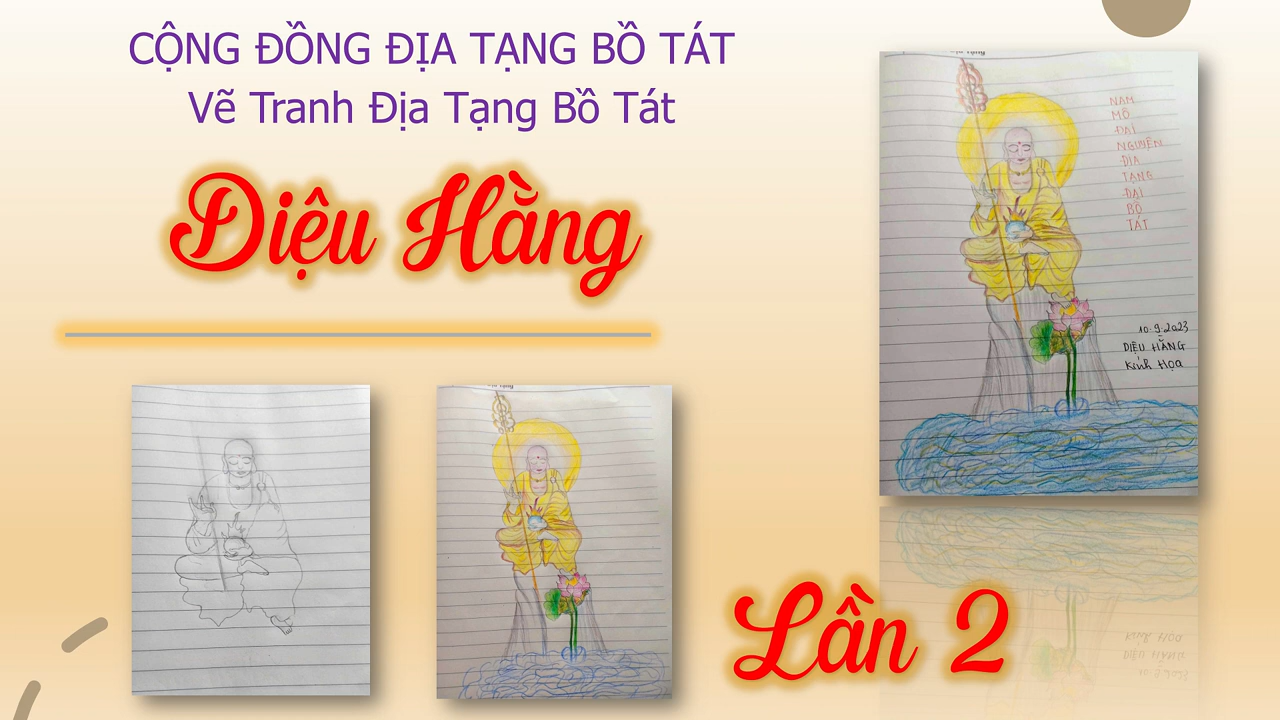 CỘNG ĐỒNG ĐỊA TẠNG BỒ TÁT
Vẽ Tranh Địa Tạng Bồ Tát
Diệu Hằng
NAM
MÔ
ĐẠI
NGUYỆN
ĐỊA
TẠNG
ĐẠI
BỒ
TÁT
10.9.2023
DIỆU HẰNG
Kính Họa
Lần 2